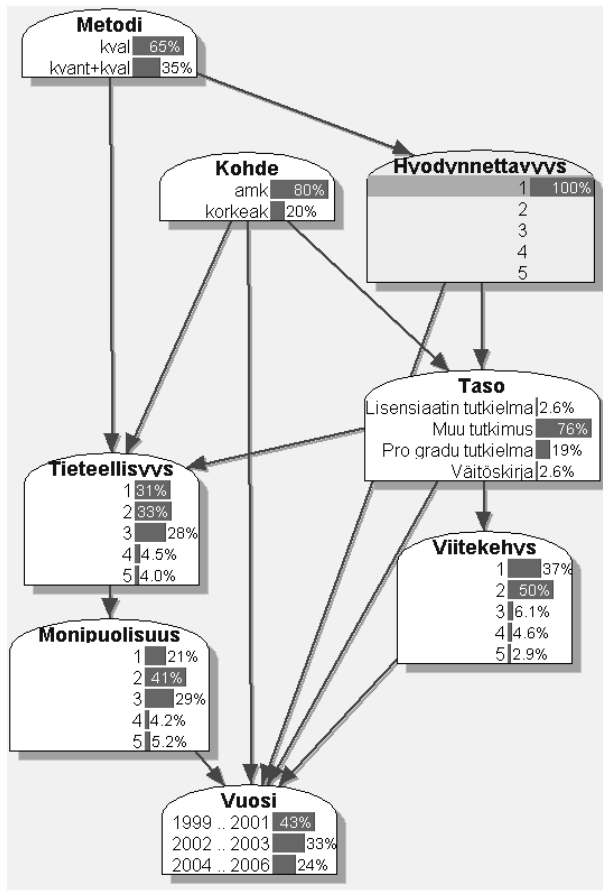 Metodi
kval 65%
kvant+kval 35%
Kohde
amk 80%
korkeak 20%
Hyodynnettavyys
1 100%
2
3
4
5
Taso
Lisensiaatin tutkielma 2.6%
Muu tutkimus 76%
Pro gradu tutkielma 19%
Väitöskirja 2.6%
Tieteellisyys
1 31%
2 33%
3 28%
4 4.5%
5 4.0%
Viitekehys
1 37%
2 50%
3 6.1%
4 4.6%
5 2.9%
Monipuolisuus
1 21%
2 41%
3 29%
4 4.2%
5 5.2%
Vuosi
1999 .. 2001 43%
2002 .. 2003 33%
2004 .. 2006 24%